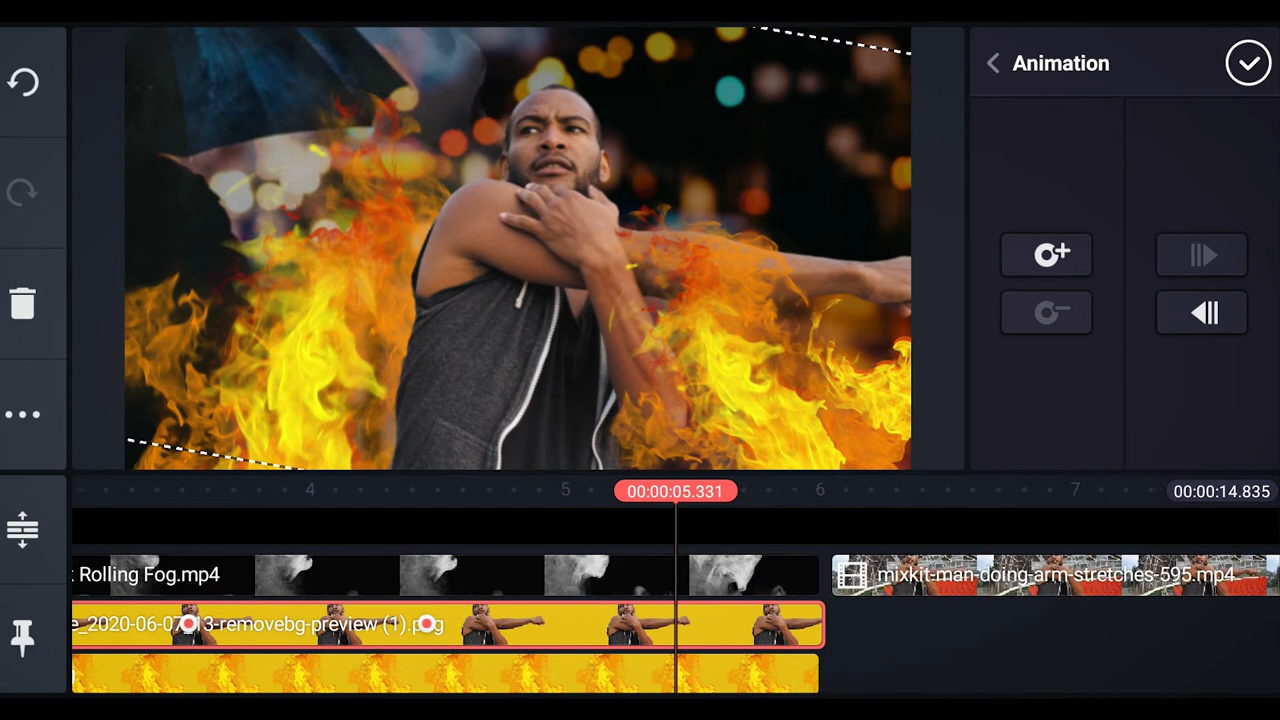 Animation
4
5
00:00:05.331
6
7
00:00:14.835
Rolling Fog.mp4
mixkit-man-doing-arm-stretches-595.mp4
e_2020-06-07 13-removebg-preview (1).png